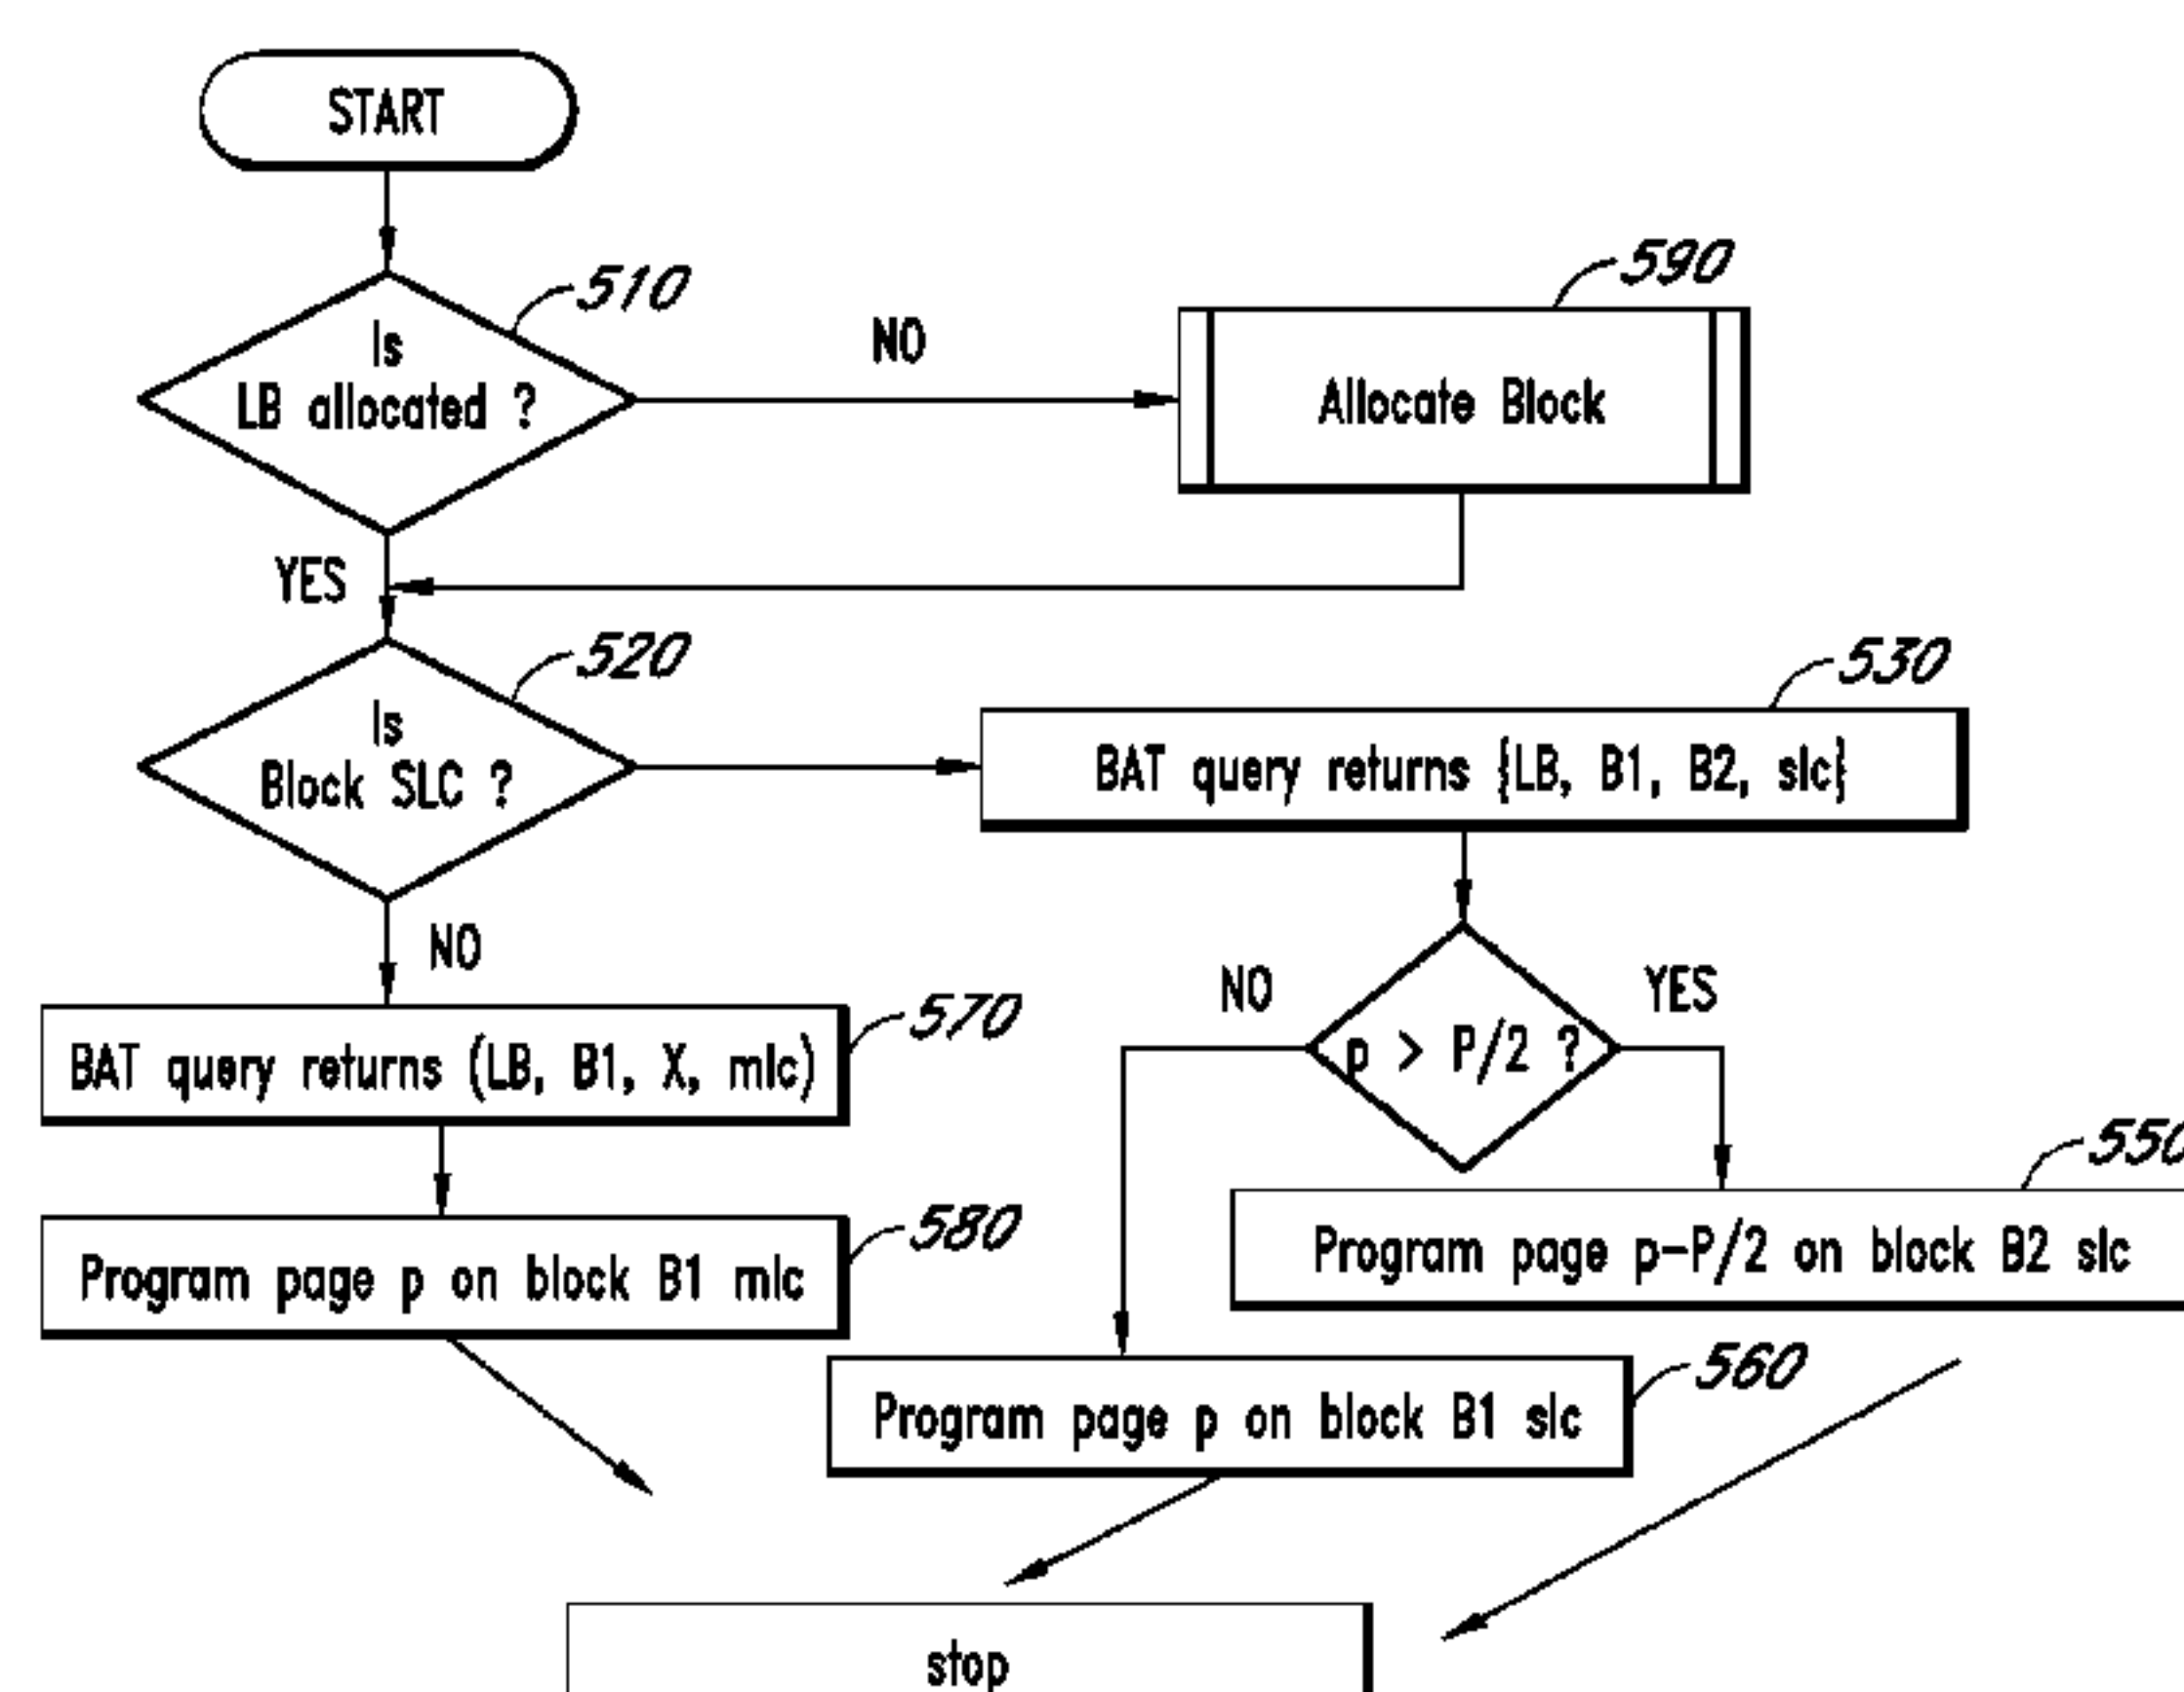 START
510
Is
LB allocated ?
NO
590
Allocate Block
YES
520
Is
Block SLC ?
530
BAT query returns {LB, B1, B2, slc}
NO
570
BAT query returns (LB, B1, X, mlc)
NO
YES
p > P/2 ?
580
Program page p on block B1 mlc
550
Program page p-P/2 on block B2 slc
560
Program page p on block B1 slc
stop